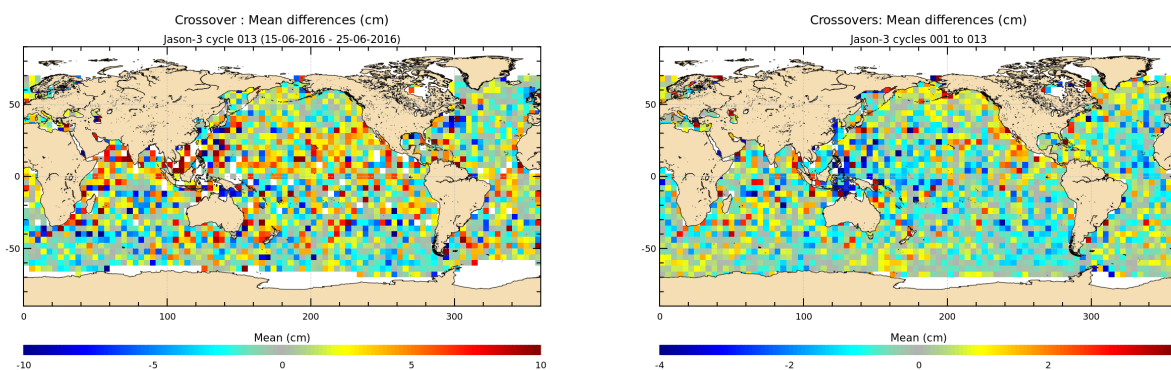 Crossover : Mean differences (cm)
Jason-3 cycle 013 (15-06-2016 - 25-06-2016)
50
0
-50
0 100 200 300
Mean (cm)
-10 -5 0 5 10
Crossovers: Mean differences (cm)
Jason-3 cycles 001 to 013
50
0
-50
0 100 200 300
Mean (cm)
-4 -2 0 2